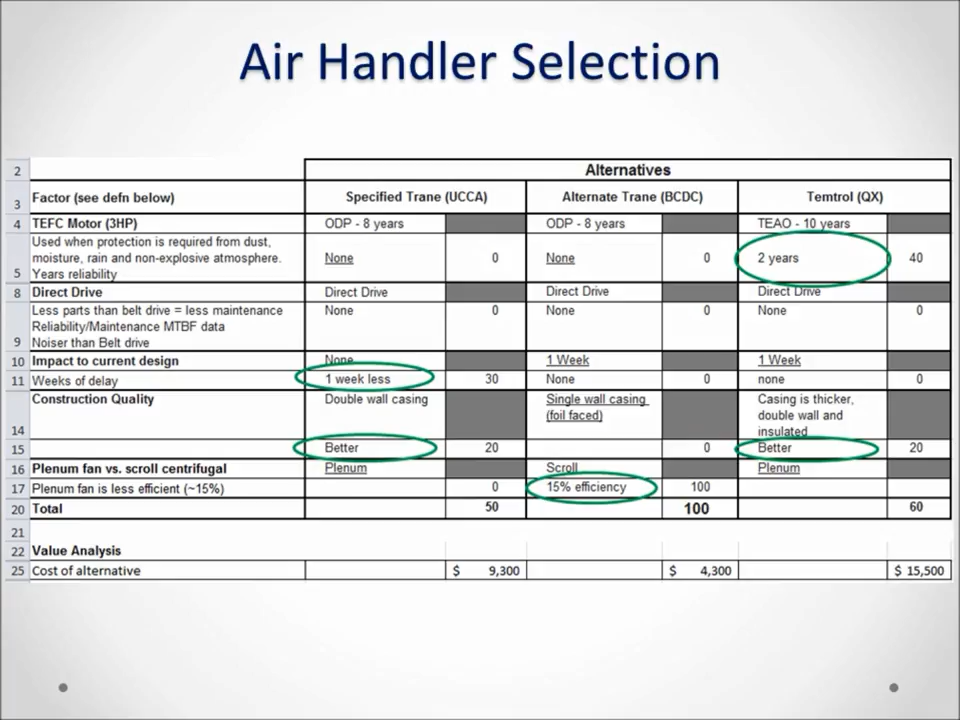 Air Handler Selection
2 Alternatives
3 Factor (see defn below) Specified Trane (UCCA) Alternate Trane (BCDC) Temtrol (QX)
4 TEFC Motor (3HP) ODP - 8 years ODP - 8 years TEAO - 10 years
Used when protection is required from dust,
moisture, rain and non-explosive atmosphere. None 0 None 0 2 years 40
5 Years reliability
8 Direct Drive Direct Drive Direct Drive Direct Drive
Less parts than belt drive = less maintenance None 0 None 0 None 0
Reliability/Maintenance MTBF data
9 Noiser than Belt drive
10 Impact to current design None 1 Week 1 Week
11 Weeks of delay 1 week less 30 None 0 none 0
Construction Quality Double wall casing Single wall casing Casing is thicker,
(foil faced) double wall and
14 insulated
15 Better 20 0 Better 20
16 Plenum fan vs. scroll centrifugal Plenum Scroll Plenum
17 Plenum fan is less efficient (~15%) 0 15% efficiency 100
20 Total 50 100 60
21
22 Value Analysis
25 Cost of alternative $ 9,300 $ 4,300 $ 15,500